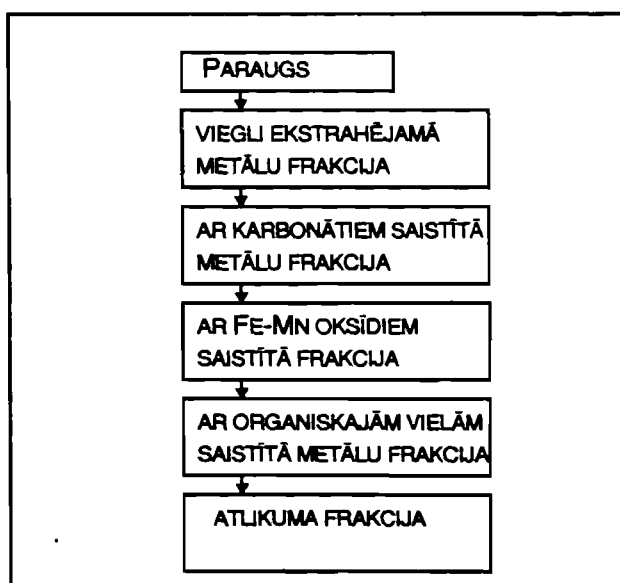 PARAUGS
VIEGLI EKSTRAHĒJAMĀ
METĀLU FRAKCIJA
AR KARBONĀTIEM SAISTĪTĀ
METĀLU FRAKCIJA
AR FE-MN OKSĪDIEM
SAISTĪTĀ FRAKCIJA
AR ORGANISKAJĀM VIELĀM
SAISTĪTĀ METĀLU FRAKCIJA
ATLIKUMA FRAKCIJA